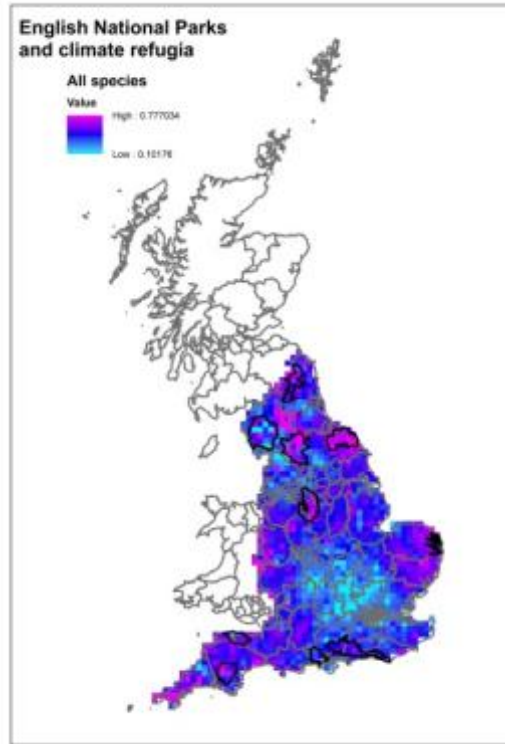 English National Parks
and climate refugia
All species
Value
High : 0.777034
Low : 0.10176